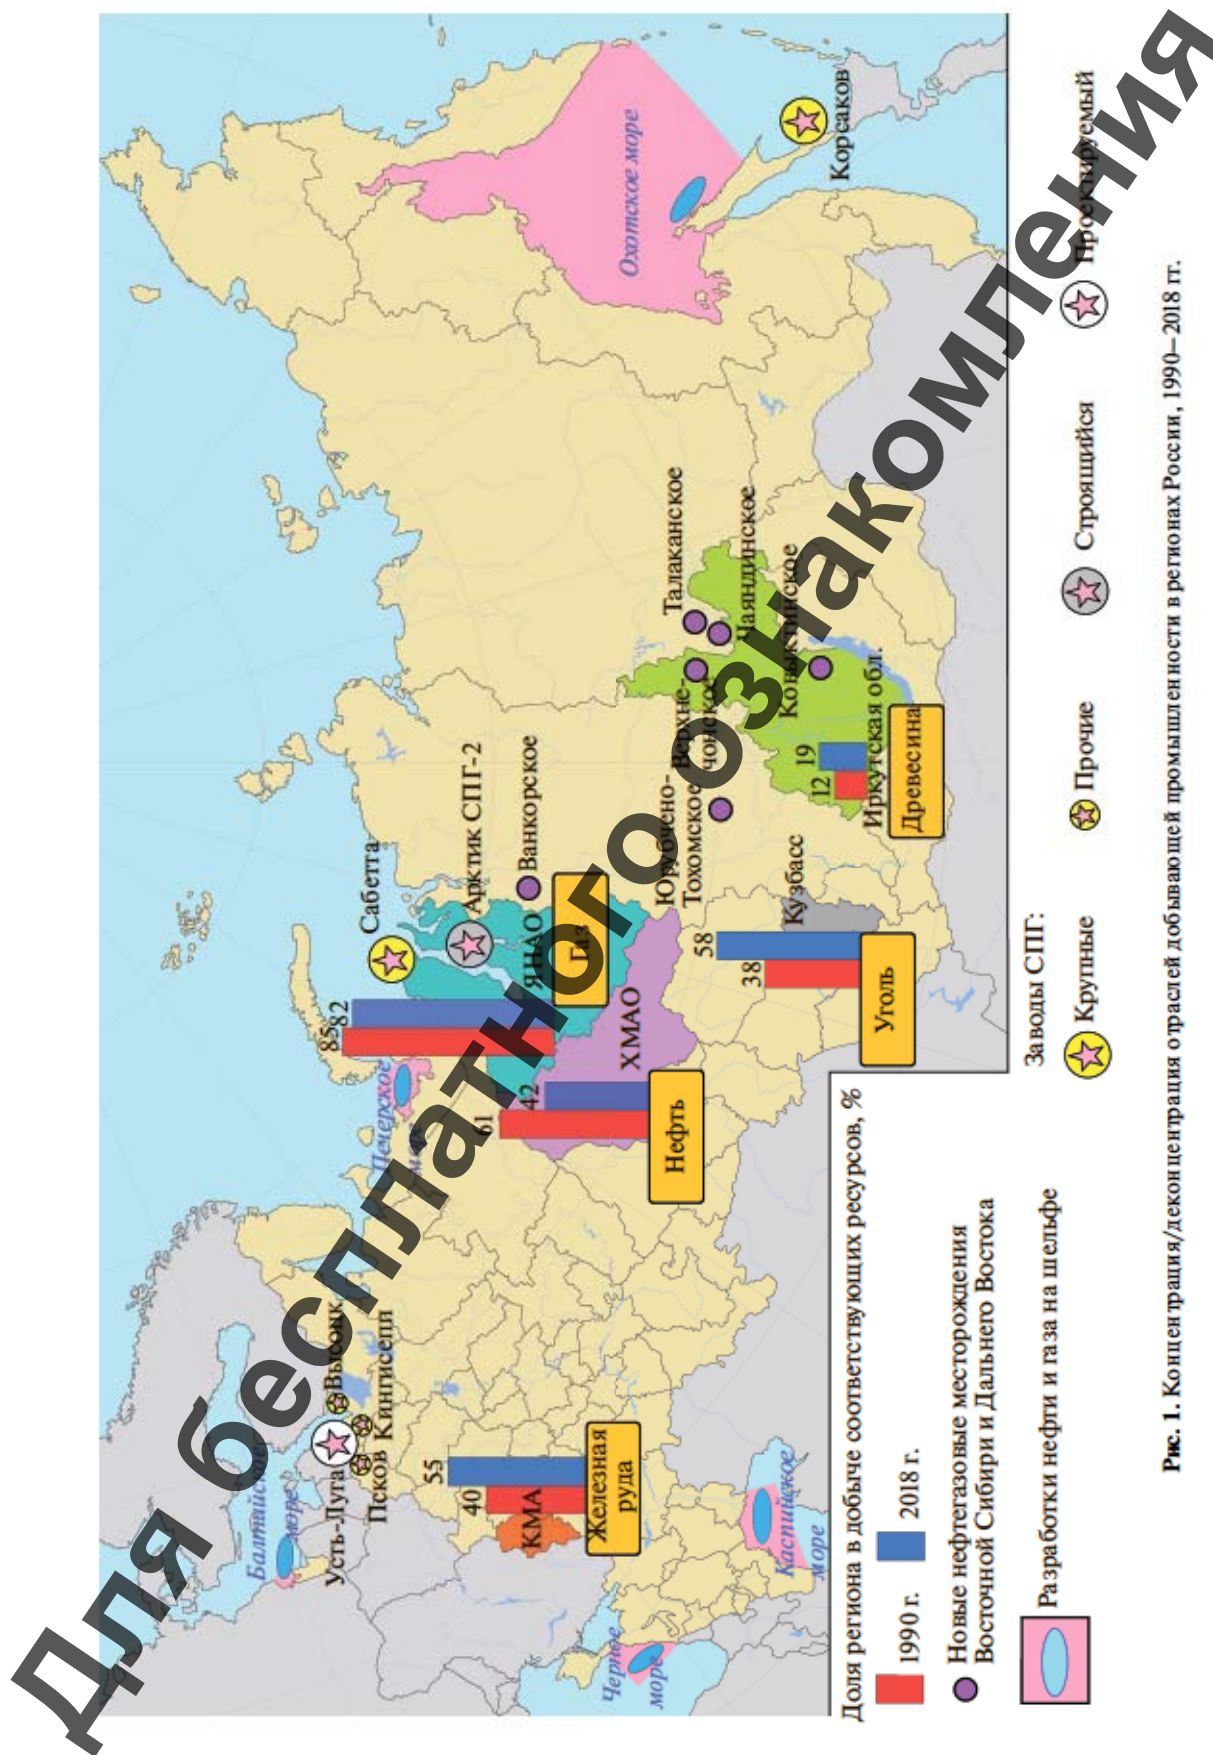 Для бесплатного ознакомления
Охотское море
Корсаков
Сабетта
Арктик СПГ-2
Ванкорское
Талаканское
Чаяндинское
Верхне-
чонское
Ковыктинское
Юрубчено-
Тохомское
Иркутская обл.
12
19
Древесина
Кузбасс
38
58
Уголь
ЯНАО
85
82
Газ
ХМАО
61
42
Нефть
Печерское
море
Высоцк
Кингисепп
Усть-Луга
Псков
Балтийское
море
КМА
40
55
Железная
руда
Черное
море
Каспийское
море
Доля региона в добыче соответствующих ресурсов, %
1990 г.
2018 г.
Новые нефтегазовые месторождения
Восточной Сибири и Дальнего Востока
Разработки нефти и газа на шельфе
Заводы СПГ:
Крупные
Прочие
Строящийся
Проектируемый
Рис. 1. Концентрация/деконцентрация отраслей добывающей промышленности в регионах России, 1990–2018 гг.